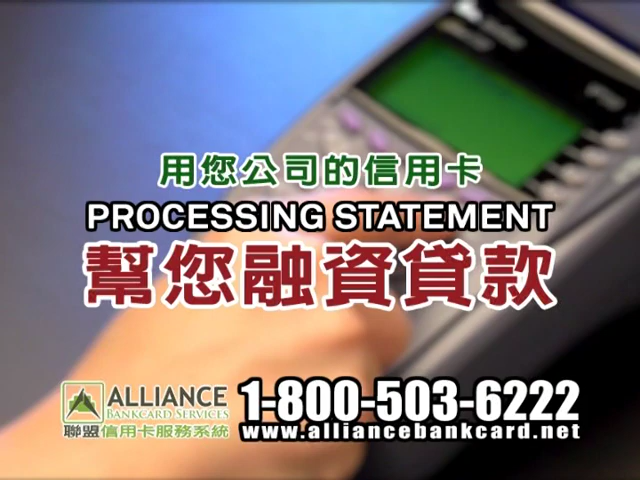 用您公司的信用卡
PROCESSING STATEMENT
幫您融資貸款
ALLIANCE
BANKCARD SERVICES
聯盟信用卡服務系統
1-800-503-6222
www.alliancebankcard.net